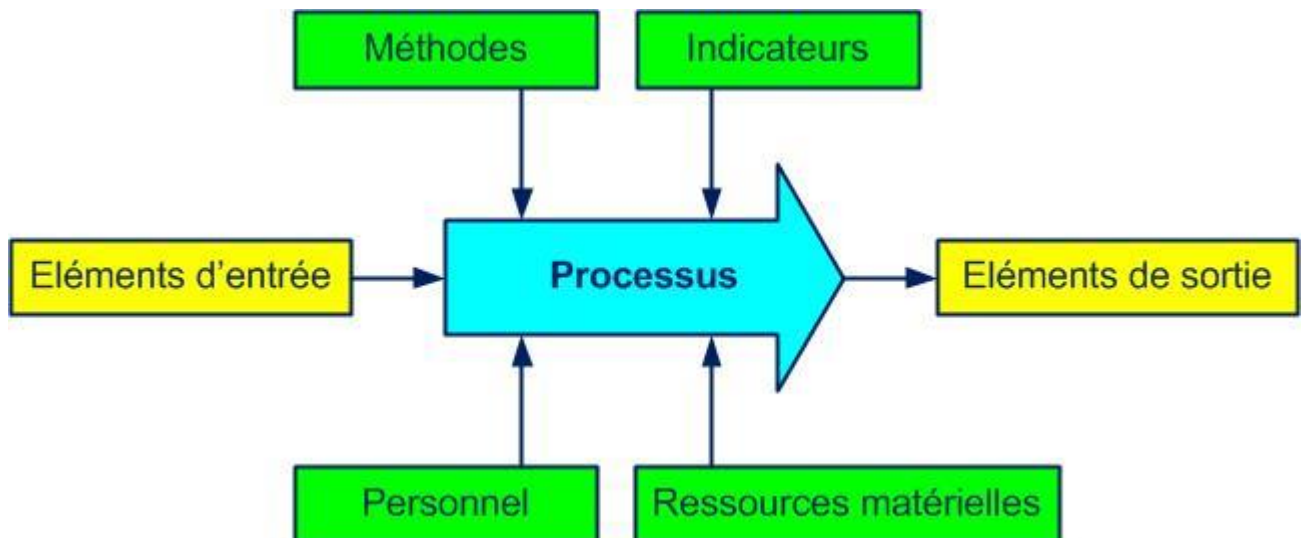 Méthodes
Indicateurs
Eléments d'entrée
Processus
Eléments de sortie
Personnel
Ressources matérielles